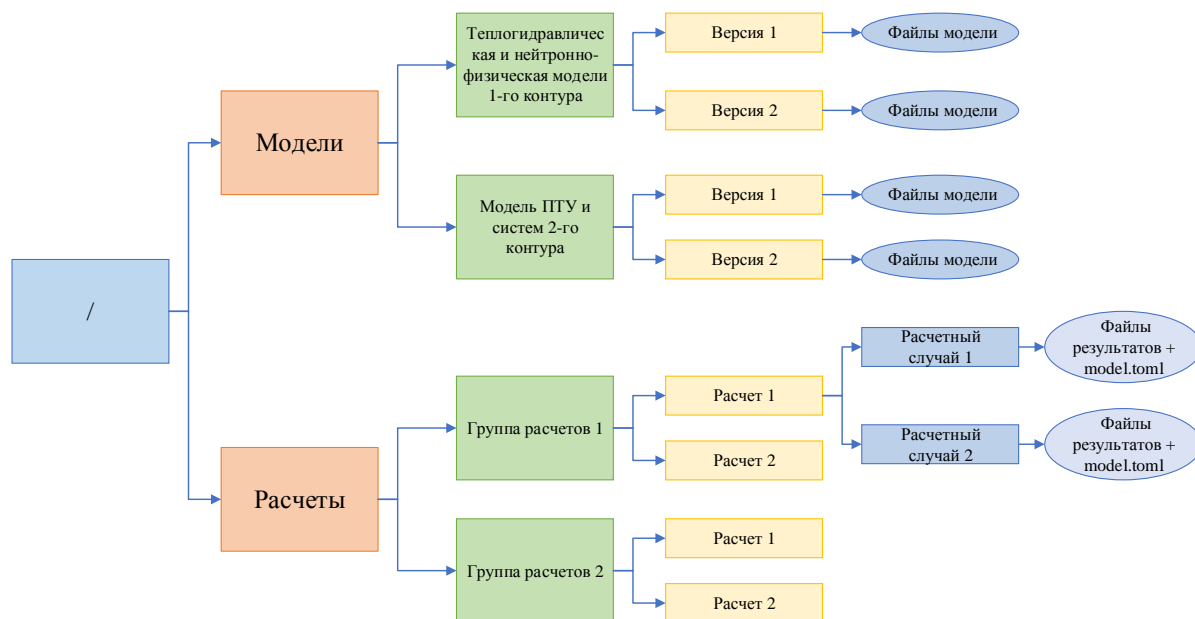 Теплогидравличес
кая и нейтронно-
физическая модели
1-го контура
Версия 1
Файлы модели
Версия 2
Файлы модели
Модели
Модель ПТУ и
систем 2-го
контура
Версия 1
Файлы модели
Версия 2
Файлы модели
/
Расчеты
Группа расчетов 1
Расчет 1
Расчетный
случай 1
Файлы
результатов +
model.toml
Расчетный
случай 2
Файлы
результатов +
model.toml
Расчет 2
Группа расчетов 2
Расчет 1
Расчет 2